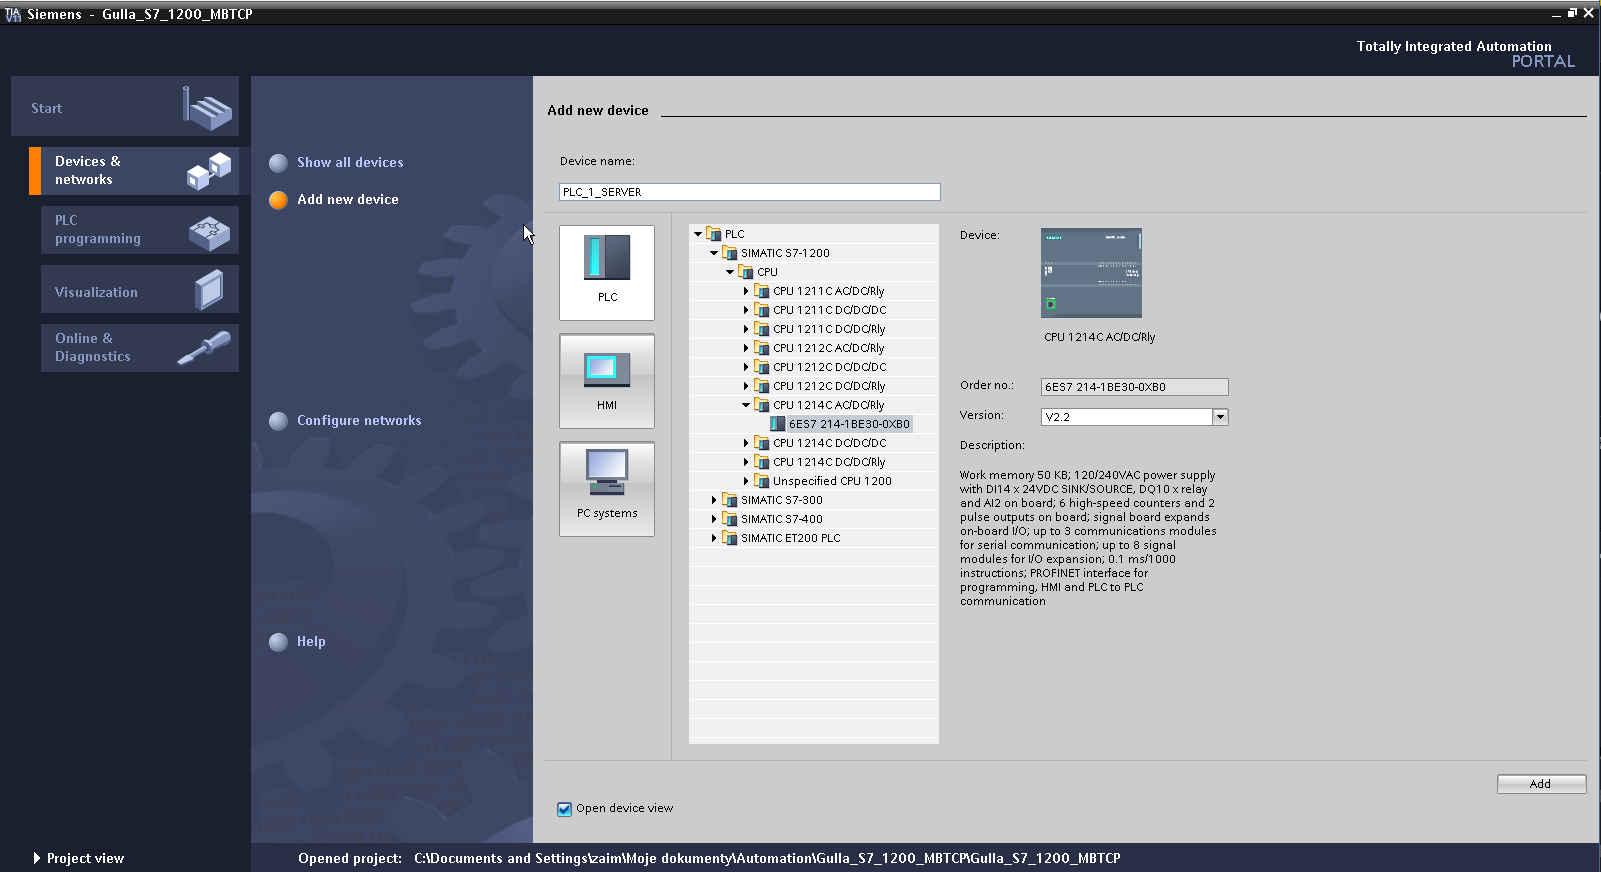 TIA
V11
Siemens - Gulla_S7_1200_MBTCP
Totally Integrated Automation
PORTAL
Start
Devices &
networks
PLC
programming
Visualization
Online &
Diagnostics
Show all devices
Add new device
Configure networks
Help
Add new device
Device name:
PLC_1_SERVER
PLC
HMI
PC systems
PLC
SIMATIC S7-1200
CPU
CPU 1211C AC/DC/Rly
CPU 1211C DC/DC/DC
CPU 1211C DC/DC/Rly
CPU 1212C AC/DC/Rly
CPU 1212C DC/DC/DC
CPU 1212C DC/DC/Rly
CPU 1214C AC/DC/Rly
6ES7 214-1BE30-0XB0
CPU 1214C DC/DC/DC
CPU 1214C DC/DC/Rly
Unspecified CPU 1200
SIMATIC S7-300
SIMATIC S7-400
SIMATIC ET200 PLC
Device:
CPU 1214C AC/DC/Rly
Order no.:
6ES7 214-1BE30-0XB0
Version:
V2.2
Description:
Work memory 50 KB; 120/240VAC power supply
with DI14 x 24VDC SINK/SOURCE, DQ10 x relay
and AI2 on board; 6 high-speed counters and 2
pulse outputs on board; signal board expands
on-board I/O; up to 3 communications modules
for serial communication; up to 8 signal
modules for I/O expansion; 0.1 ms/1000
instructions; PROFINET interface for
programming, HMI and PLC to PLC
communication
Add
Open device view
Project view
Opened project: C:\Documents and Settings\zaim\Moje dokumenty\Automation\Gulla_S7_1200_MBTCP\Gulla_S7_1200_MBTCP